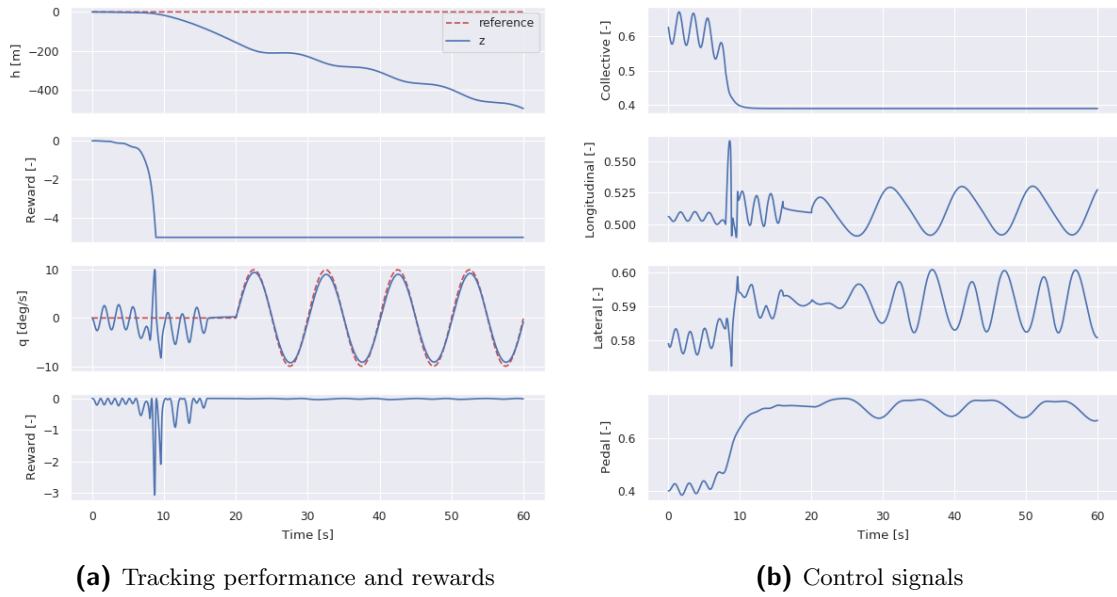 0
−200
−400
h [m]
reference
z
0
−2
−4
Reward [-]
10
0
−10
q [deg/s]
0
−1
−2
−3
Reward [-]
0 10 20 30 40 50 60
Time [s]
(a) Tracking performance and rewards
0.6
0.5
0.4
Collective [-]
0.550
0.525
0.500
Longitudinal [-]
0.60
0.59
0.58
Lateral [-]
0.6
0.4
Pedal [-]
0 10 20 30 40 50 60
Time [s]
(b) Control signals